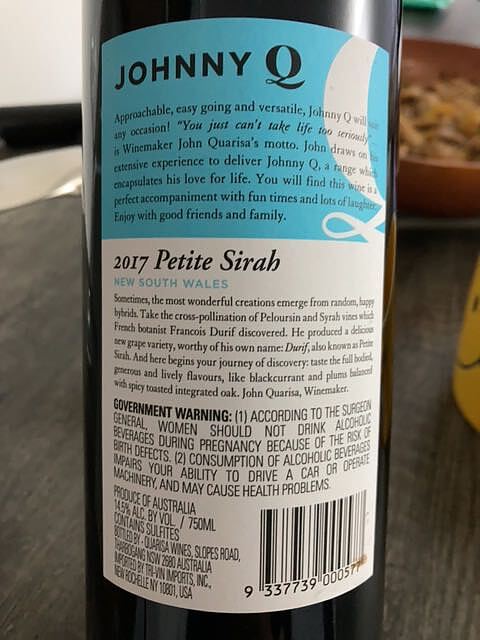 JOHNNY Q
Approachable, easy going and versatile, Johnny Q will
any occasion! "You just can't take life too seriously"
is Winemaker John Quarisa's motto. John draws on
extensive experience to deliver Johnny Q, a range which
encapsulates his love for life. You will find this wine is a
perfect accompaniment with fun times and lots of laughter.
Enjoy with good friends and family.
2017 Petite Sirah
NEW SOUTH WALES
Sometimes, the most wonderful creations emerge from random, happy
hybrids. Take the cross-pollination of Peloursin and Syrah vines which
French botanist Francois Durif discovered. He produced a delicious
new grape variety, worthy of his own name: Durif, also known as Petite
Sirah. And here begins your journey of discovery: taste the full bodied,
generous and lively flavours, like blackcurrant and plums balanced
with spicy toasted integrated oak. John Quarisa, Winemaker.
GOVERNMENT WARNING: (1) ACCORDING TO THE SURGEON
GENERAL, WOMEN SHOULD NOT DRINK ALCOHOLIC
BEVERAGES DURING PREGNANCY BECAUSE OF THE RISK OF
BIRTH DEFECTS. (2) CONSUMPTION OF ALCOHOLIC BEVERAGES
IMPAIRS YOUR ABILITY TO DRIVE A CAR OR OPERATE
MACHINERY, AND MAY CAUSE HEALTH PROBLEMS.
PRODUCE OF AUSTRALIA
14.5% ALC. BY VOL. / 750ML
CONTAINS SULFITES
BOTTLED BY - QUARISA WINES, SLOPES ROAD,
THARBOGANG NSW 2680 AUSTRALIA
IMPORTED BY TRI-VIN IMPORTS, INC.,
NEW ROCHELLE NY 10801, USA
9 337739 000577